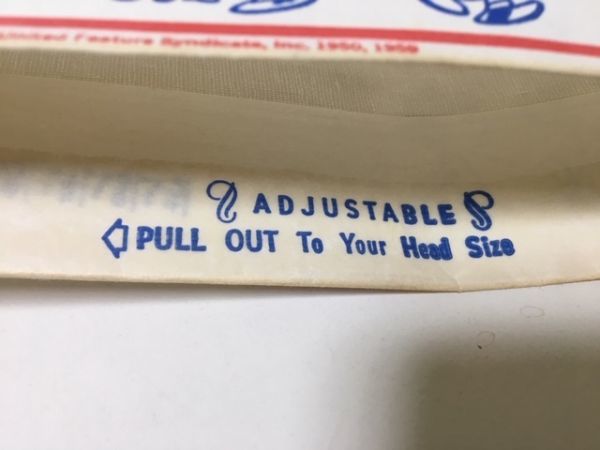 United Feature Syndicate, Inc. 1950, 1958
ADJUSTABLE
PULL OUT To Your Head Size